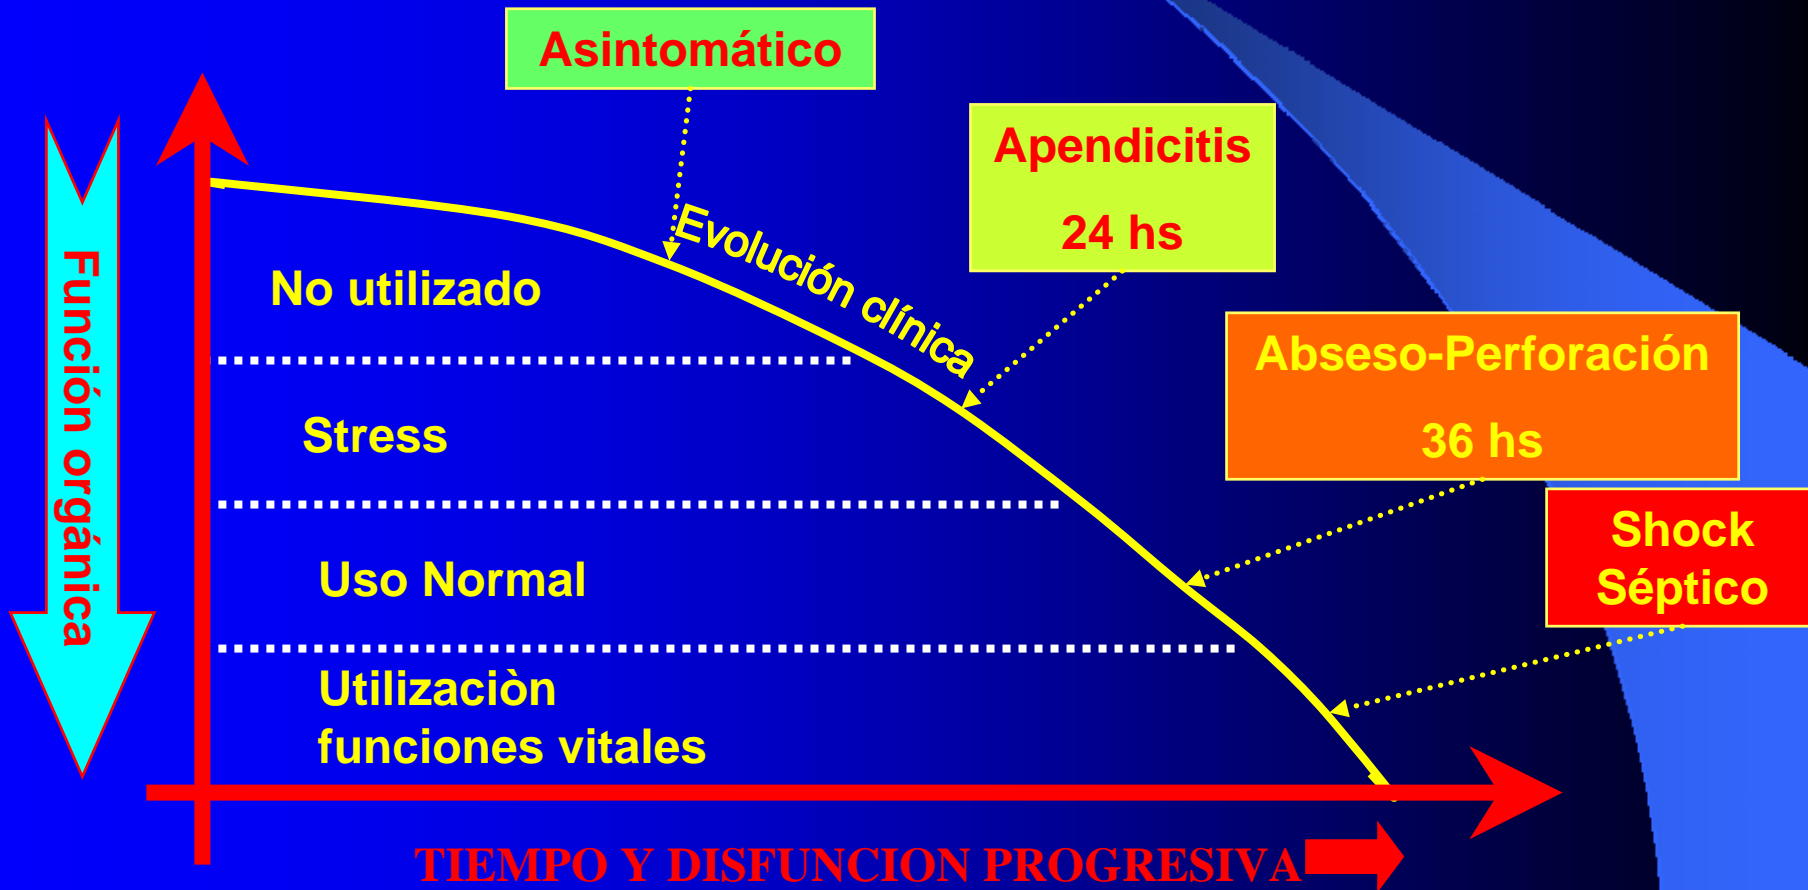 Asintomático
Apendicitis
24 hs
Evolución clínica
Función orgánica
No utilizado
Abseso-Perforación
36 hs
Stress
Shock
Séptico
Uso Normal
Utilizaciòn
funciones vitales
TIEMPO Y DISFUNCION PROGRESIVA